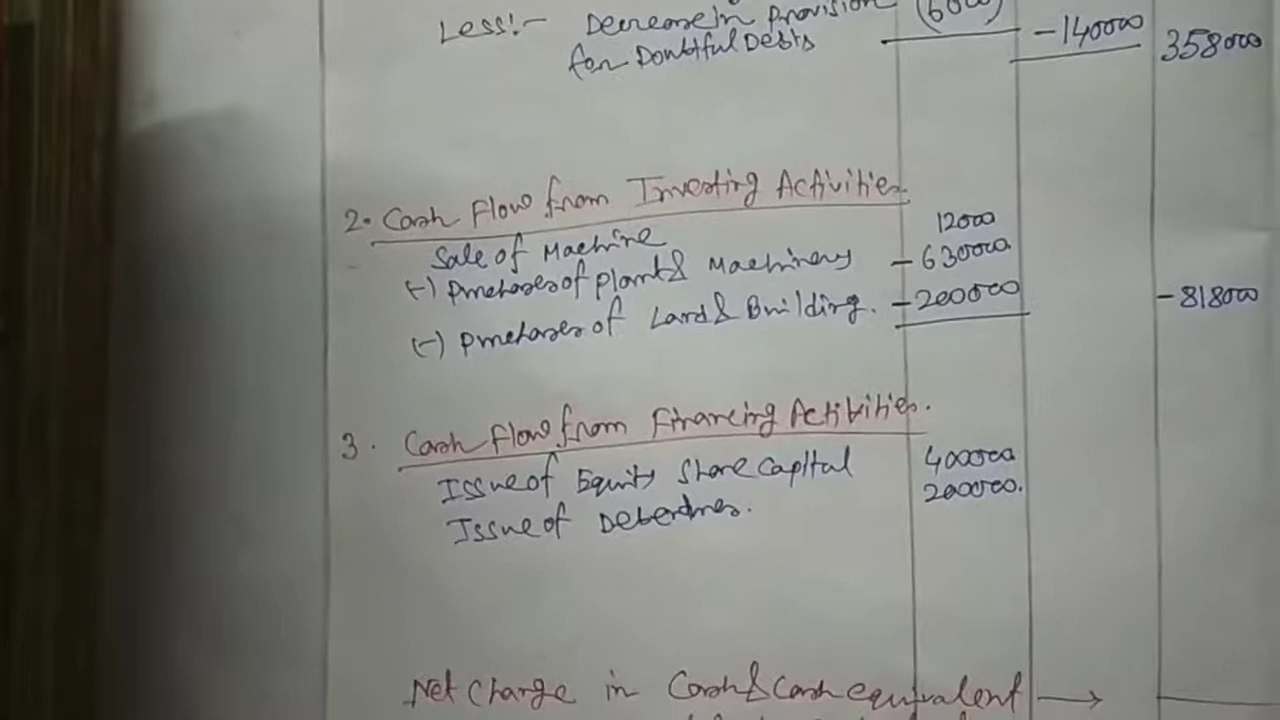 Less:- Decrease in Provision (6000)
for Doubtful Debts -140000 358000
2. Cash Flow from Investing Activities.
Sale of Machine 12000
(-) Purchases of Plant & Machinery -630000
(-) Purchases of Land & Building. -200000 -818000
3. Cash Flow from Financing Activities.
Issue of Equity Share Capital 400000
Issue of Debentures. 200000.
Net Charge in Cash & Cash equivalent →